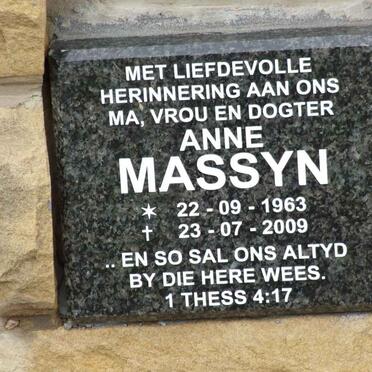 MET LIEFDEVOLLE
HERINNERING AAN ONS
MA, VROU EN DOGTER
ANNE
MASSYN
* 22 - 09 - 1963
† 23 - 07 - 2009
.. EN SO SAL ONS ALTYD
BY DIE HERE WEES.
1 THESS 4:17